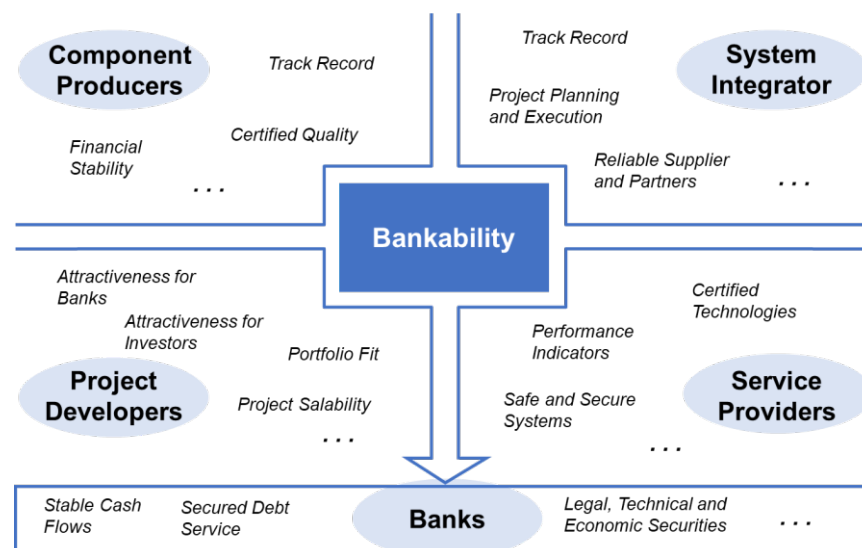 Component
Producers
Track Record
Certified Quality
Financial
Stability
. . .
Track Record
System
Integrator
Project Planning
and Execution
Reliable Supplier
and Partners
. . .
Bankability
Attractiveness for
Banks
Attractiveness for
Investors
Portfolio Fit
Project
Developers
Project Salability
. . .
Certified
Technologies
Performance
Indicators
Safe and Secure
Systems
Service
Providers
. . .
Stable Cash
Flows
Secured Debt
Service
Banks
Legal, Technical and
Economic Securities
. . .